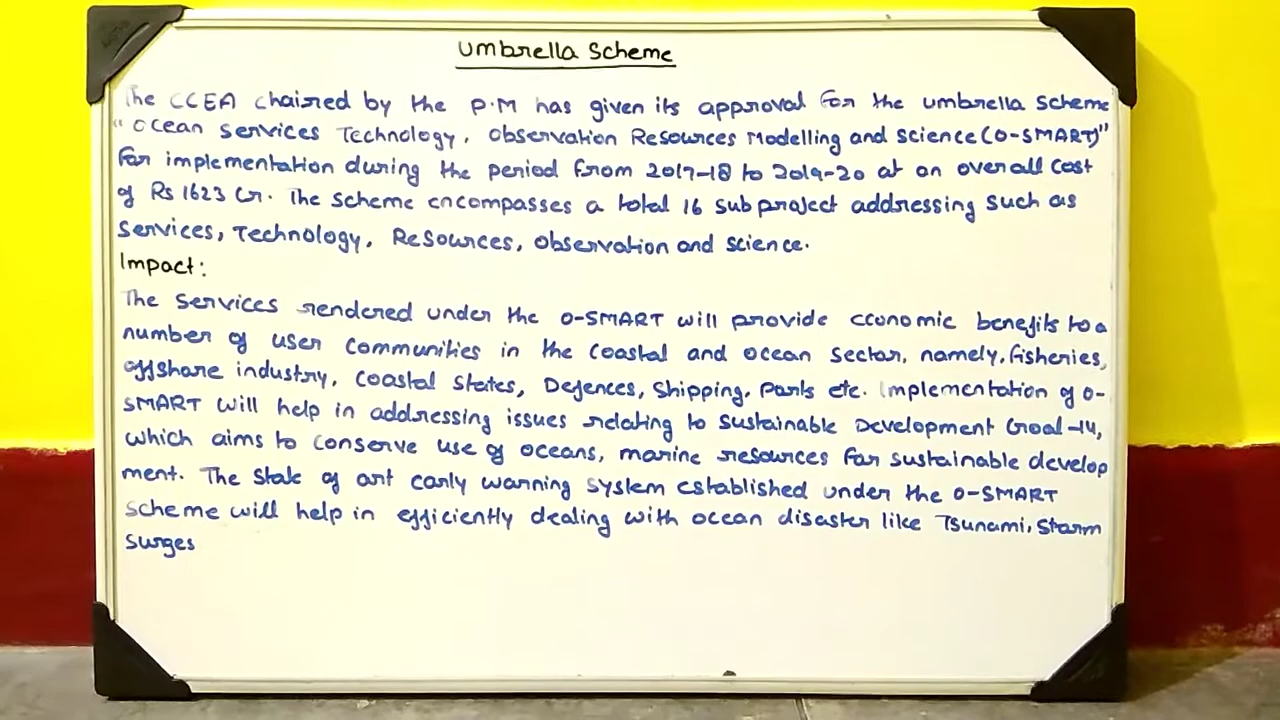 Umbrella Scheme
The CCEA chaired by the P.M has given its approval for the umbrella scheme
"Ocean Services Technology, Observation Resources Modelling and Science (O-SMART)"
for implementation during the period from 2017-18 to 2019-20 at an overall cost
of Rs 1623 Cr. The scheme encompasses a total 16 sub project addressing such as
Services, Technology, Resources, Observation and science.
Impact:
The services rendered under the O-SMART will provide economic benefits to a
number of user communities in the coastal and ocean sector, namely, fisheries,
offshare industry, coastal states, Defences, Shipping, Parts etc. Implementation of O-
SMART will help in addressing issues relating to sustainable Development Goal-14,
which aims to conserve use of oceans, marine resources for sustainable develop
ment. The state of art early warning system established under the O-SMART
scheme will help in efficiently dealing with ocean disaster like Tsunami, Starm
Surges